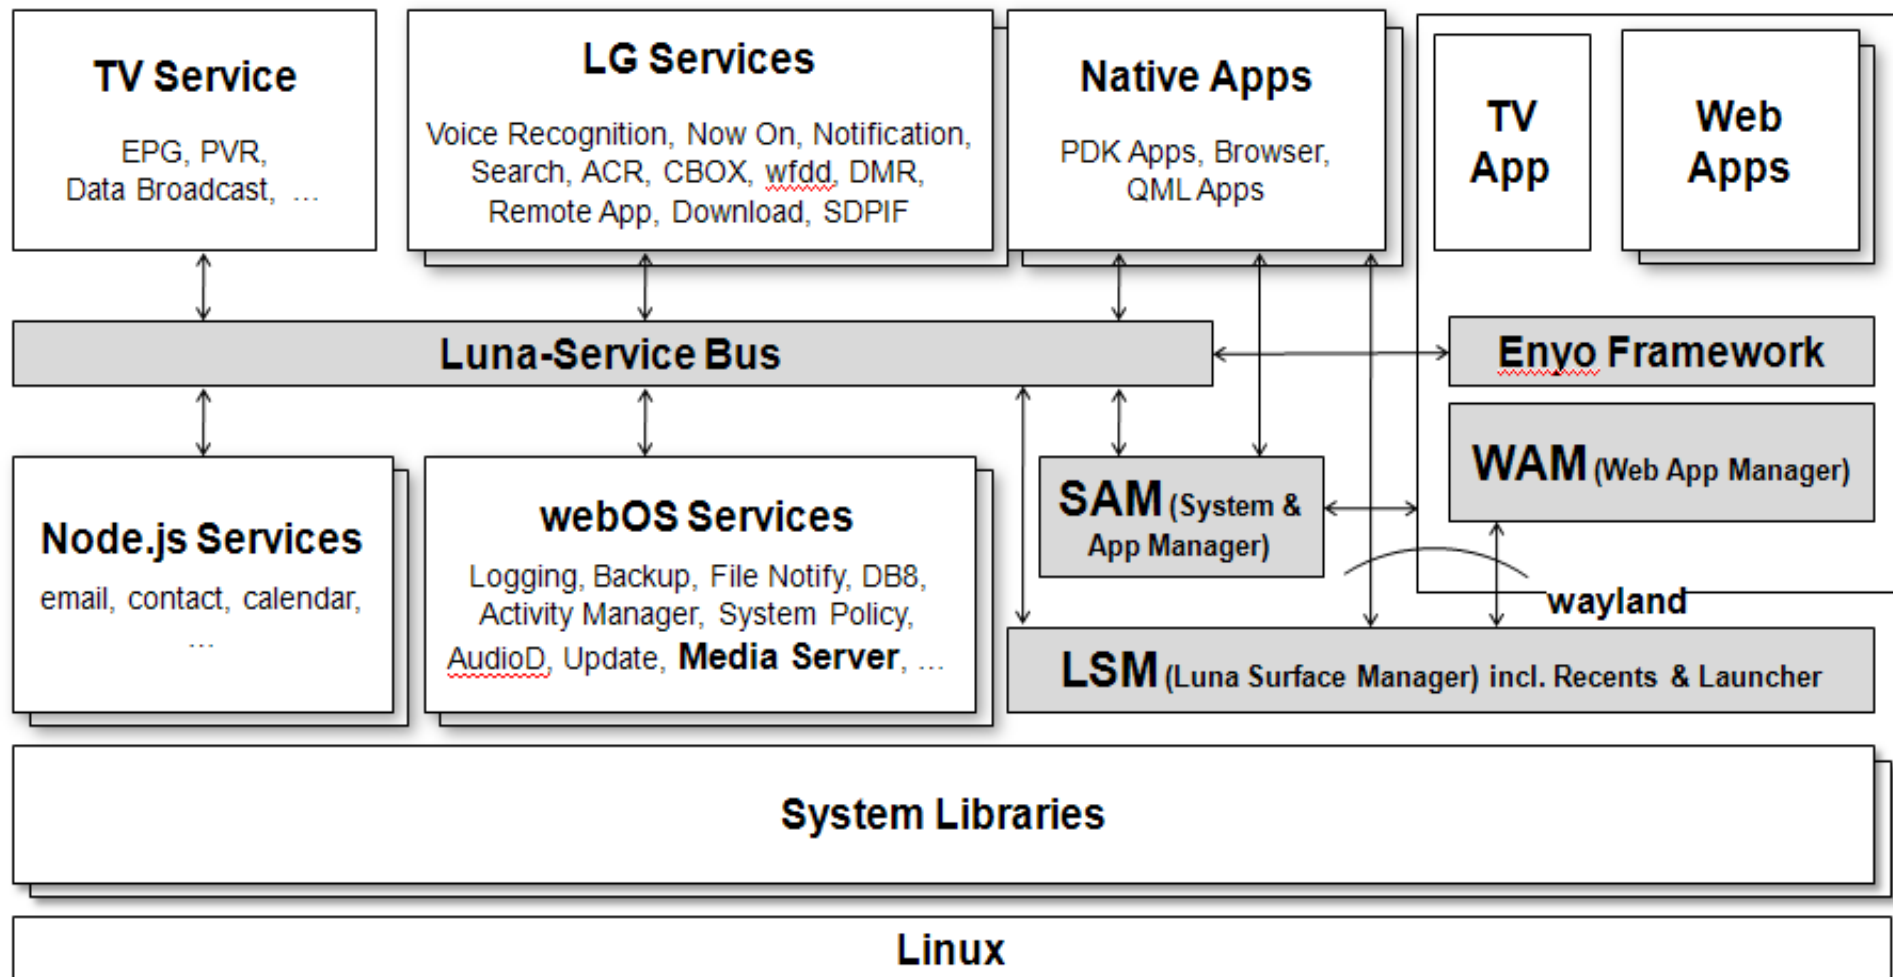 TV Service
EPG, PVR,
Data Broadcast, ...
LG Services
Voice Recognition, Now On, Notification,
Search, ACR, CBOX, wfdd, DMR,
Remote App, Download, SDPIF
Native Apps
PDK Apps, Browser,
QML Apps
TV
App
Web
Apps
Luna-Service Bus
Enyo Framework
WAM (Web App Manager)
SAM (System &
App Manager)
Node.js Services
email, contact, calendar,
...
webOS Services
Logging, Backup, File Notify, DB8,
Activity Manager, System Policy,
AudioD, Update, Media Server, ...
wayland
LSM (Luna Surface Manager) incl. Recents & Launcher
System Libraries
Linux